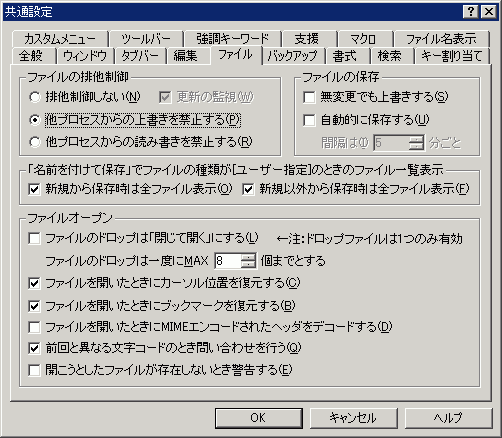 共通設定
カスタムメニュー ツールバー 強調キーワード 支援 マクロ ファイル名表示
全般 ウィンドウ タブバー 編集 ファイル バックアップ 書式 検索 キー割り当て
ファイルの排他制御
排他制御しない(N) 更新の監視(W)
他プロセスからの上書きを禁止する(P)
他プロセスからの読み書きを禁止する(R)
ファイルの保存
無変更でも上書きする(S)
自動的に保存する(U)
間隔は(I) 5 分ごと
「名前を付けて保存」でファイルの種類が[ユーザー指定]のときのファイル一覧表示
新規から保存時は全ファイル表示(O) 新規以外から保存時は全ファイル表示(F)
ファイルオープン
ファイルのドロップは「閉じて開く」にする(L) ←注:ドロップファイルは1つのみ有効
ファイルのドロップは一度にMAX 8 個までとする
ファイルを開いたときにカーソル位置を復元する(C)
ファイルを開いたときにブックマークを復元する(B)
ファイルを開いたときにMIMEエンコードされたヘッダをデコードする(D)
前回と異なる文字コードのとき問い合わせを行う(Q)
開こうとしたファイルが存在しないとき警告する(E)
OK キャンセル ヘルプ